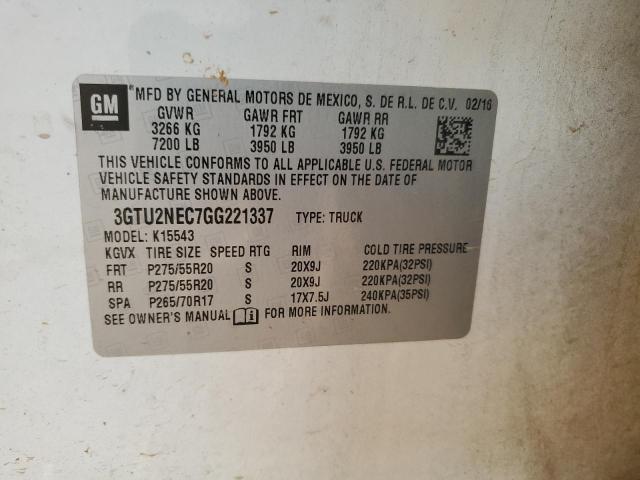 GM MFD BY GENERAL MOTORS DE MEXICO, S. DE R.L. DE C.V. 02/16
GVWR GAWR FRT GAWR RR
3266 KG 1792 KG 1792 KG
7200 LB 3950 LB 3950 LB
THIS VEHICLE CONFORMS TO ALL APPLICABLE U.S. FEDERAL MOTOR
VEHICLE SAFETY STANDARDS IN EFFECT ON THE DATE OF
MANUFACTURE SHOWN ABOVE.
3GTU2NEC7GG221337 TYPE: TRUCK
MODEL: K15543
KGVX TIRE SIZE SPEED RTG RIM COLD TIRE PRESSURE
FRT P275/55R20 S 20X9J 220KPA(32PSI)
RR P275/55R20 S 20X9J 220KPA(32PSI)
SPA P265/70R17 S 17X7.5J 240KPA(35PSI)
SEE OWNER'S MANUAL FOR MORE INFORMATION.